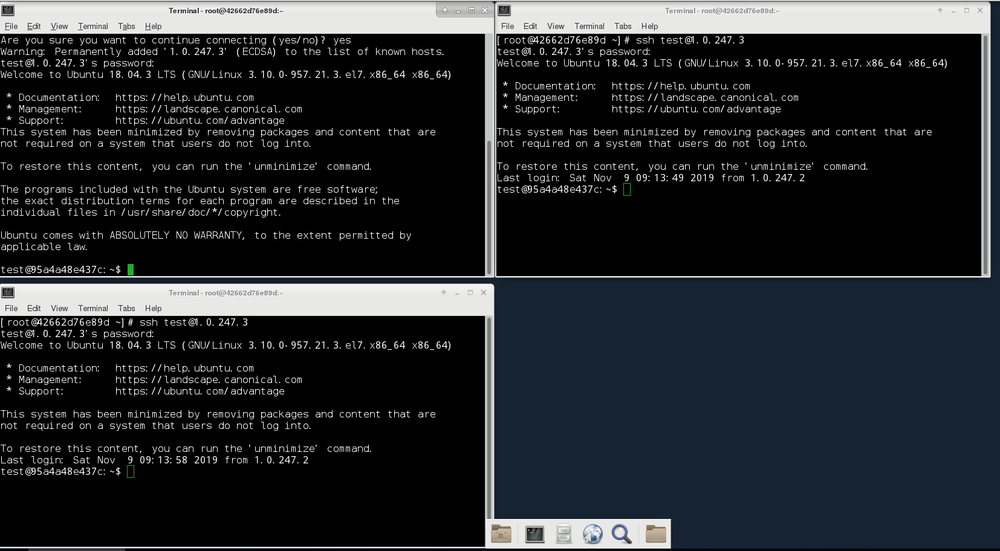 Terminal - root@42662d76e89d:~
File Edit View Terminal Tabs Help
Are you sure you want to continue connecting (yes/no)? yes
Warning: Permanently added '1.0.247.3' (ECDSA) to the list of known hosts.
test@1.0.247.3's password:
Welcome to Ubuntu 18.04.3 LTS (GNU/Linux 3.10.0-957.21.3.el7.x86_64 x86_64)
* Documentation: https://help.ubuntu.com
* Management: https://landscape.canonical.com
* Support: https://ubuntu.com/advantage
This system has been minimized by removing packages and content that are
not required on a system that users do not log into.
To restore this content, you can run the 'unminimize' command.
The programs included with the Ubuntu system are free software;
the exact distribution terms for each program are described in the
individual files in /usr/share/doc/*/copyright.
Ubuntu comes with ABSOLUTELY NO WARRANTY, to the extent permitted by
applicable law.
test@95a4a48e437c:~$
Terminal - root@42662d76e89d:~
File Edit View Terminal Tabs Help
[root@42662d76e89d ~]# ssh test@1.0.247.3
test@1.0.247.3's password:
Welcome to Ubuntu 18.04.3 LTS (GNU/Linux 3.10.0-957.21.3.el7.x86_64 x86_64)
* Documentation: https://help.ubuntu.com
* Management: https://landscape.canonical.com
* Support: https://ubuntu.com/advantage
This system has been minimized by removing packages and content that are
not required on a system that users do not log into.
To restore this content, you can run the 'unminimize' command.
Last login: Sat Nov 9 09:13:49 2019 from 1.0.247.2
test@95a4a48e437c:~$
Terminal - root@42662d76e89d:~
File Edit View Terminal Tabs Help
[root@42662d76e89d ~]# ssh test@1.0.247.3
test@1.0.247.3's password:
Welcome to Ubuntu 18.04.3 LTS (GNU/Linux 3.10.0-957.21.3.el7.x86_64 x86_64)
* Documentation: https://help.ubuntu.com
* Management: https://landscape.canonical.com
* Support: https://ubuntu.com/advantage
This system has been minimized by removing packages and content that are
not required on a system that users do not log into.
To restore this content, you can run the 'unminimize' command.
Last login: Sat Nov 9 09:13:58 2019 from 1.0.247.2
test@95a4a48e437c:~$